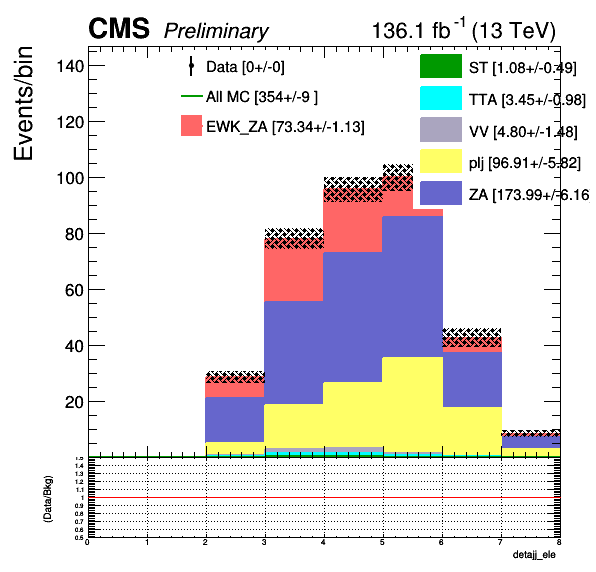 CMS Preliminary 136.1 fb⁻¹ (13 TeV)
Events/bin
140
120
100
80
60
40
20
Data [0+/-0]
All MC [354+/-9 ]
EWK_ZA [73.34+/-1.13]
ST [1.08+/-0.49]
TTA [3.45+/-0.98]
VV [4.80+/-1.48]
plj [96.91+/-5.82]
ZA [173.99+/-6.16
(Data/Bkg)
1.5
1.4
1.3
1.2
1.1
1
0.9
0.8
0.7
0.6
0.5
0 1 2 3 4 5 6 7 8
detajj_ele